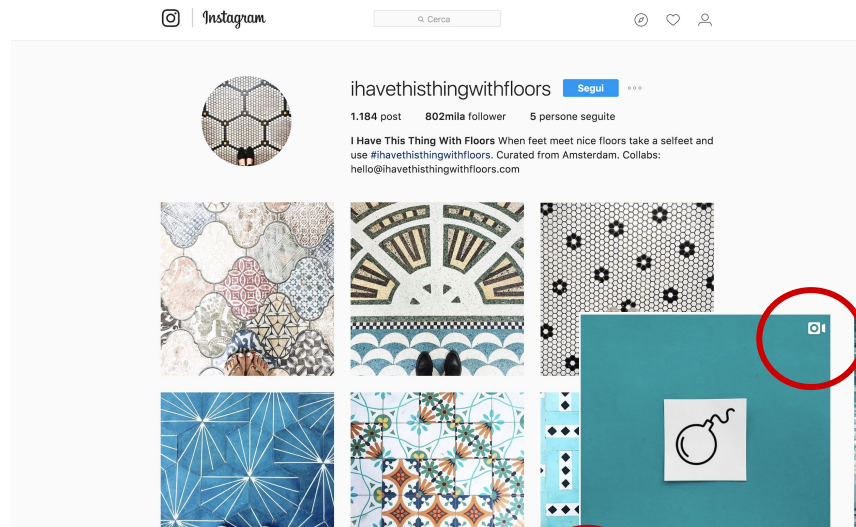 Instagram
Cerca
ihavethisthingwithfloors Segui
1.184 post 802mila follower 5 persone seguite
I Have This Thing With Floors When feet meet nice floors take a selfeet and
use #ihavethisthingwithfloors. Curated from Amsterdam. Collabs:
hello@ihavethisthingwithfloors.com